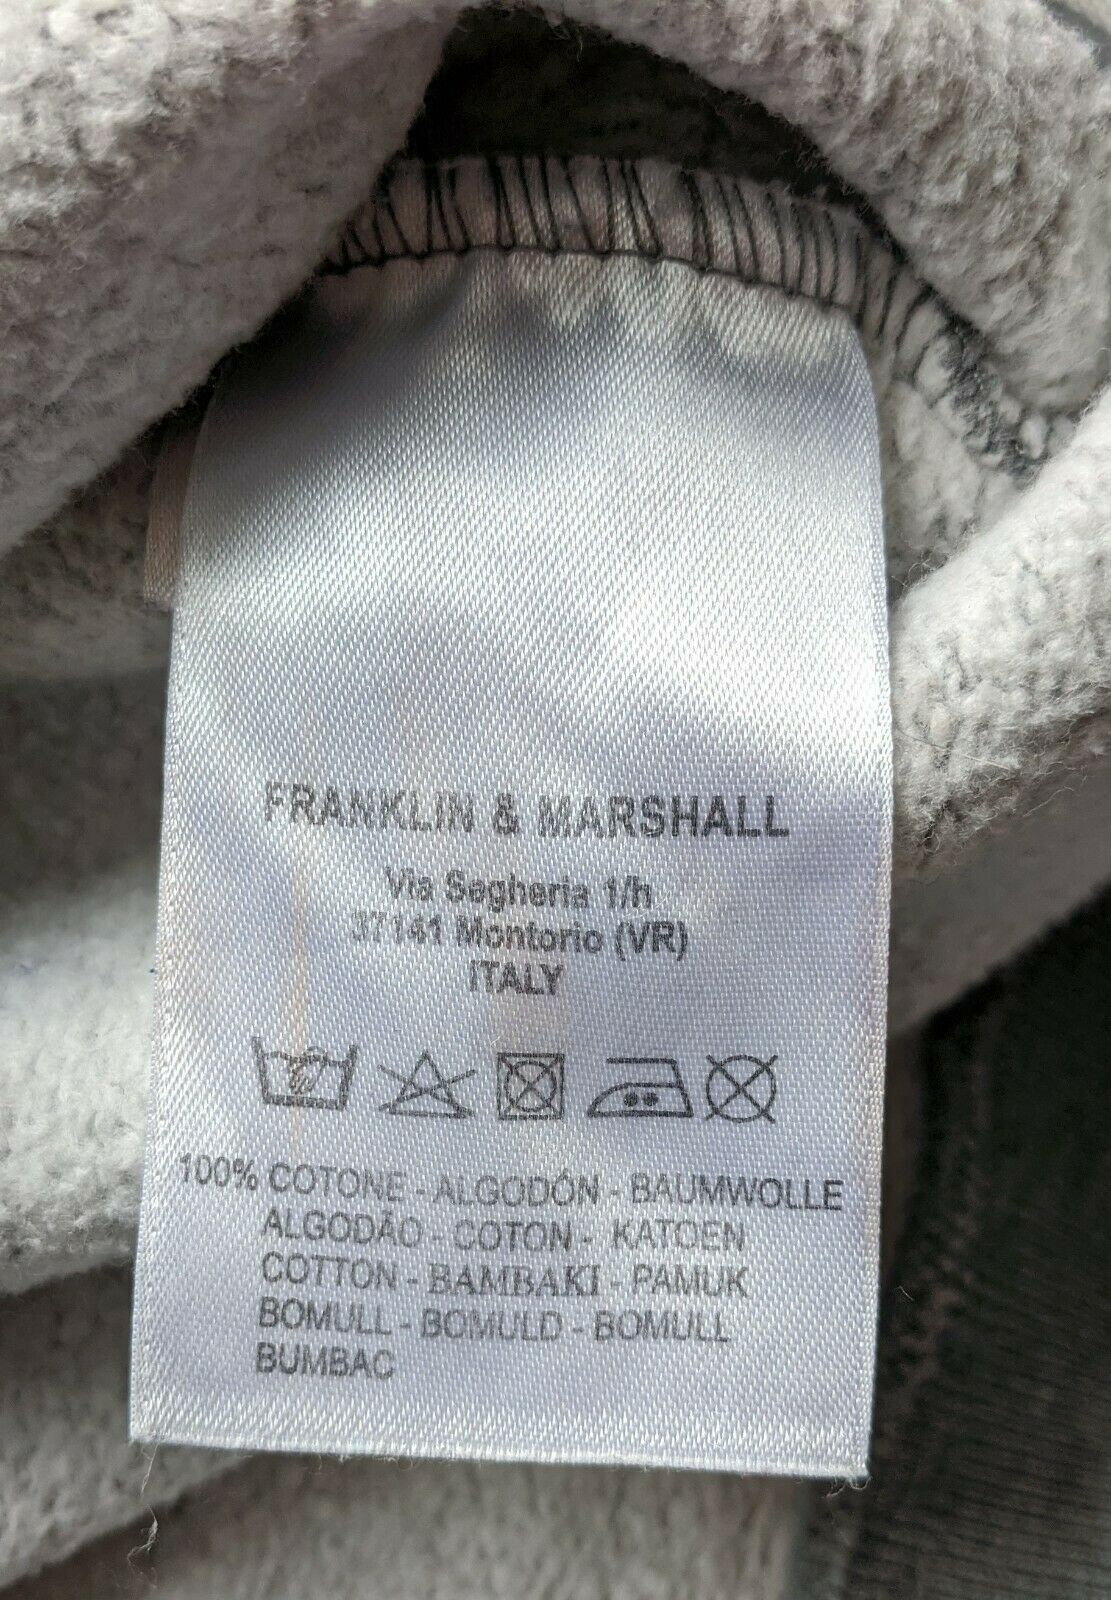 FRANKLIN & MARSHALL
Via Segheria 1/h
37141 Montorio (VR)
ITALY
100% COTONE - ALGODÓN - BAUMWOLLE
ALGODÃO - COTON - KATOEN
COTTON - BAMBAKI - PAMUK
BOMULL - BOMULD - BOMULL
BUMBAC